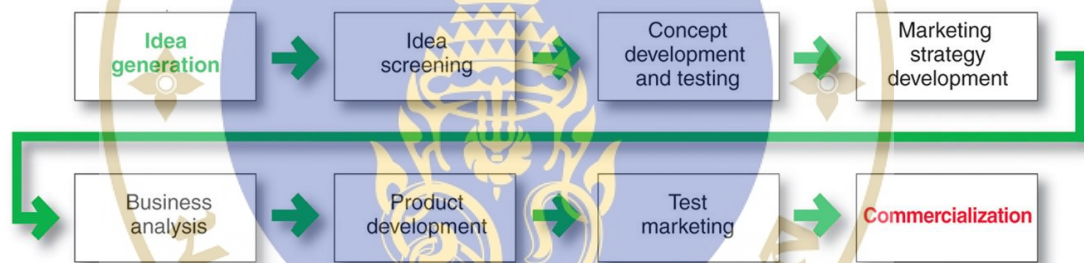 Idea
generation
Idea
screening
Concept
development
and testing
Marketing
strategy
development
Business
analysis
Product
development
Test
marketing
Commercialization